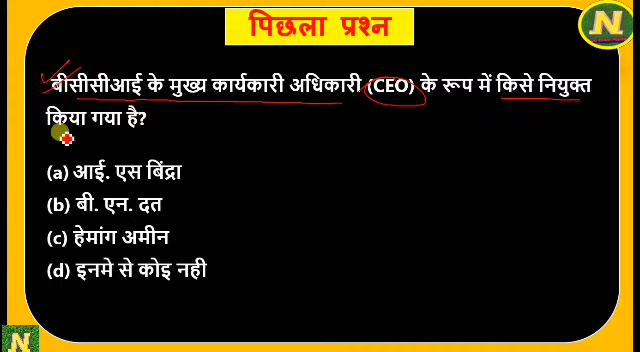 पिछला प्रश्न
N
बीसीसीआई के मुख्य कार्यकारी अधिकारी (CEO) के रूप में किसे नियुक्त
किया गया है?
(a) आई. एस बिंद्रा
(b) बी. एन. दत
(c) हेमांग अमीन
(d) इनमे से कोइ नही
N